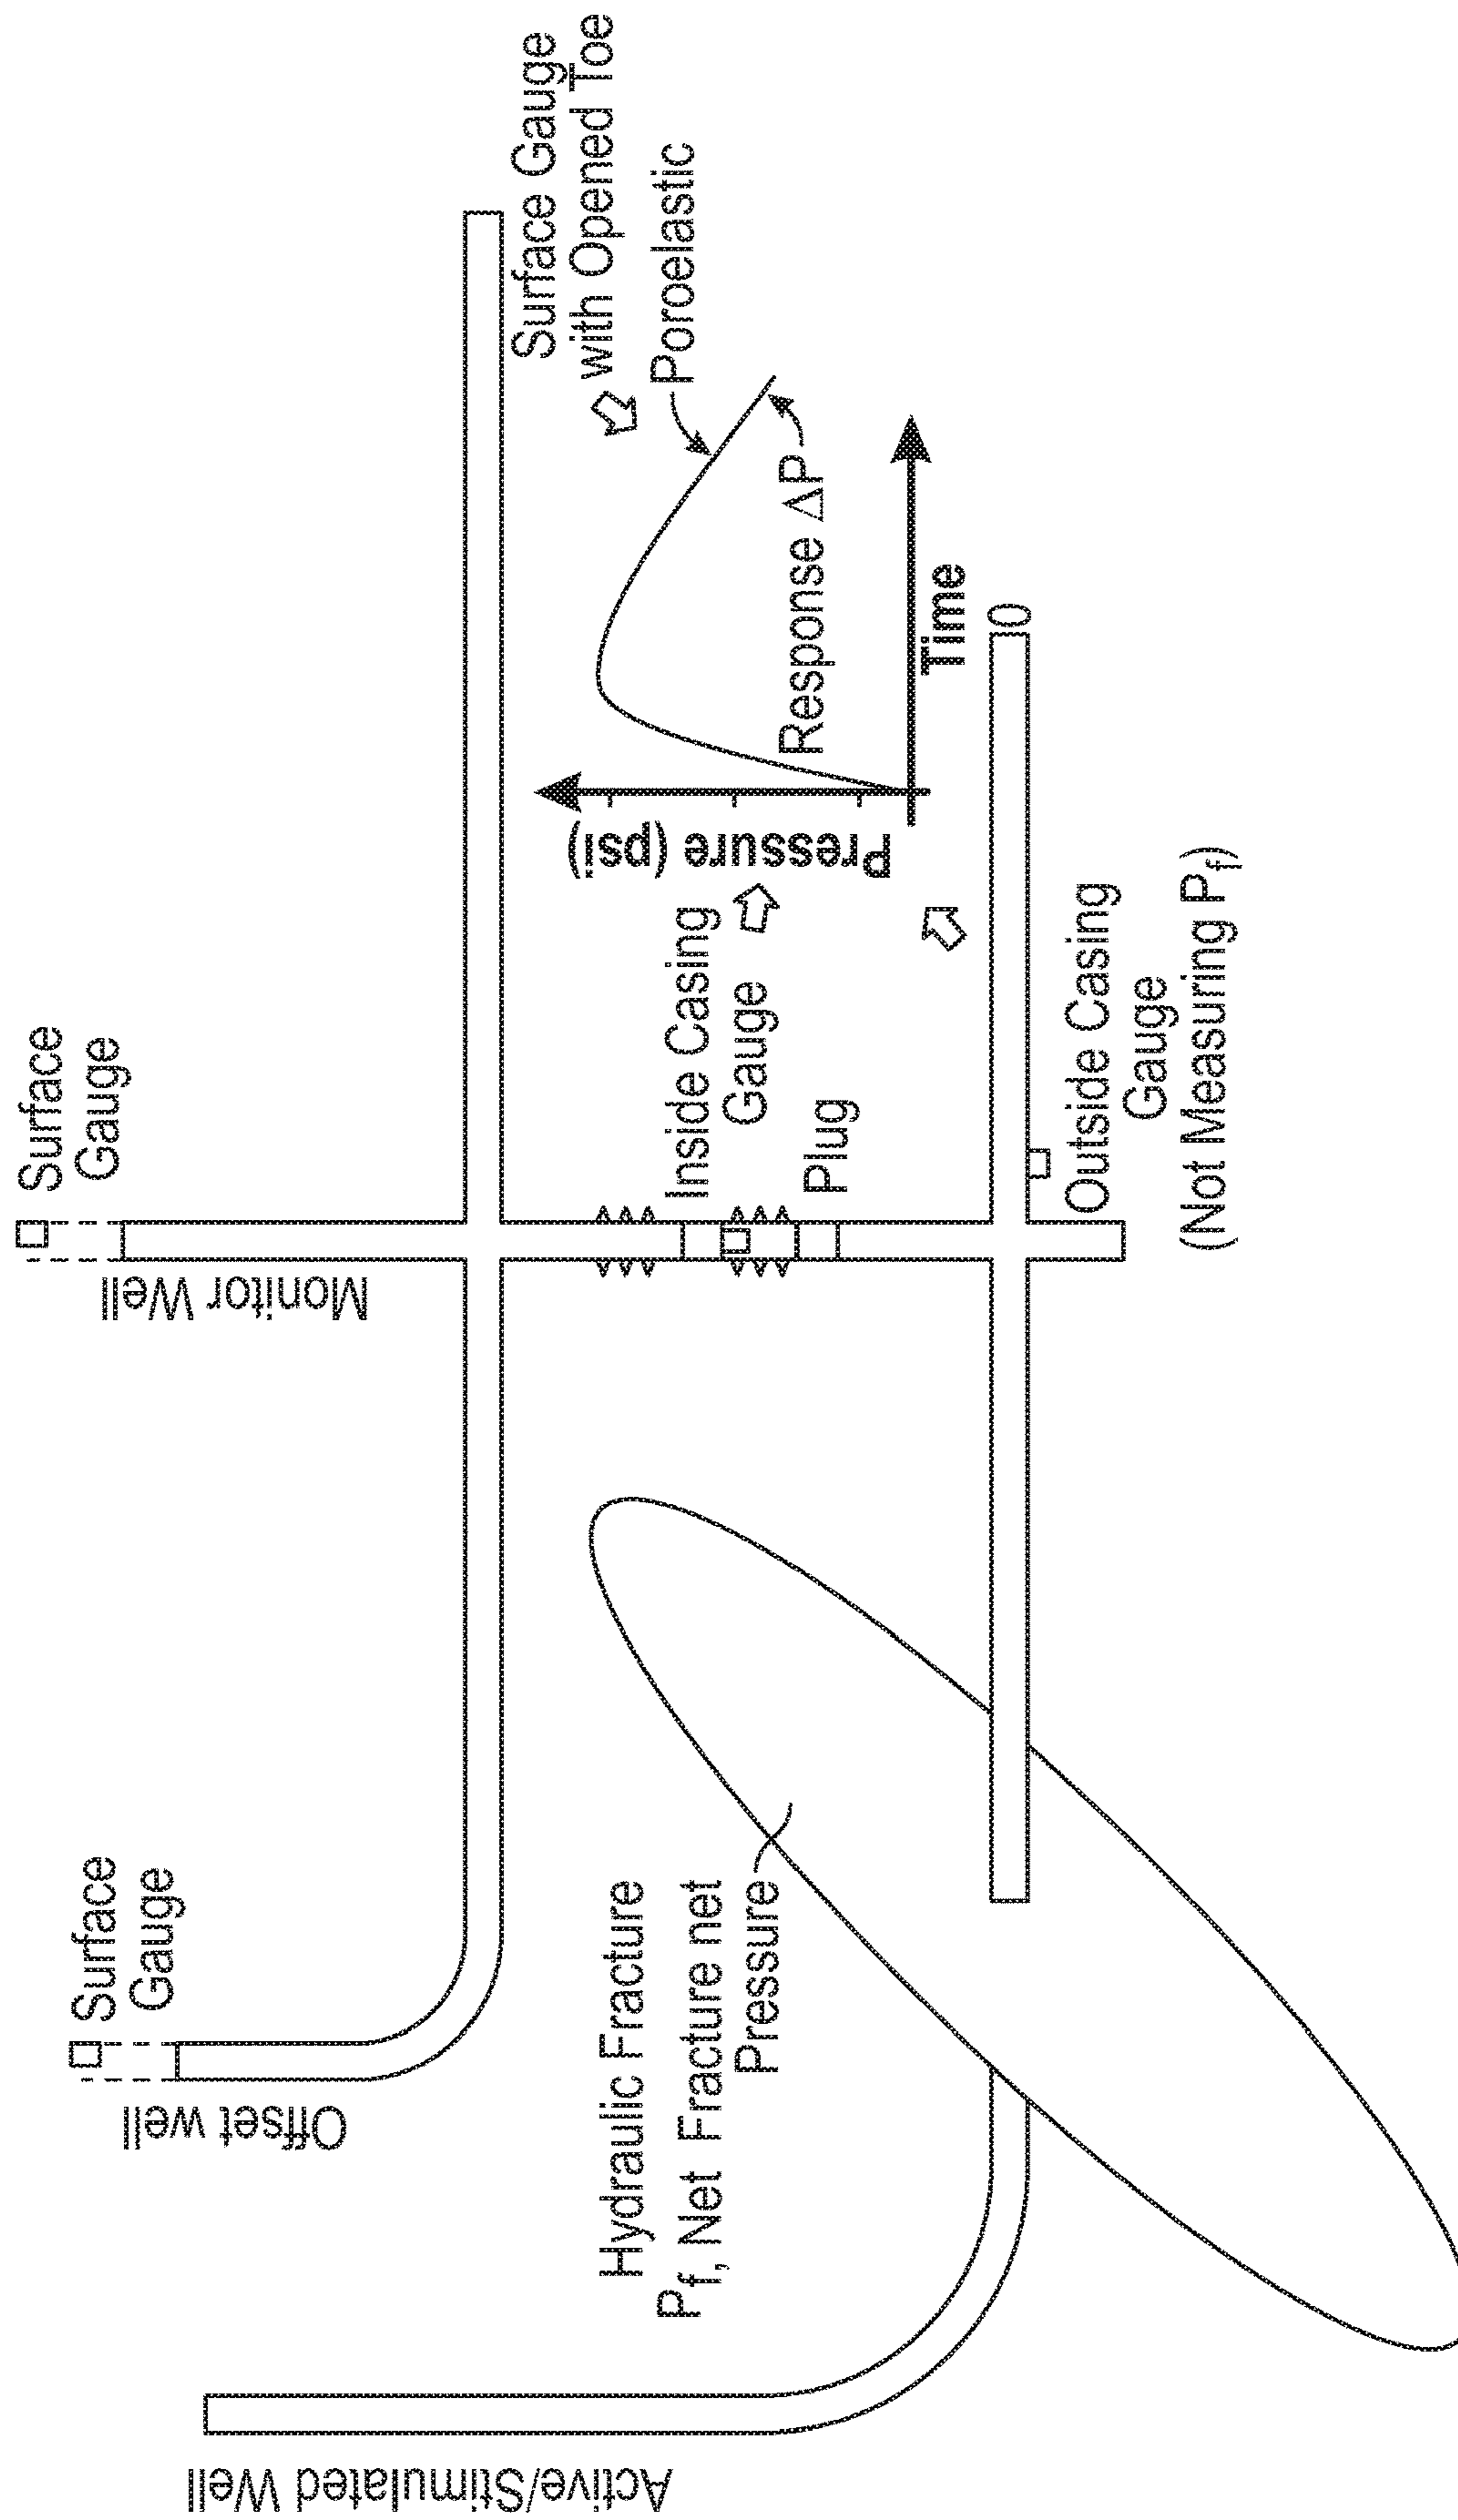 Active/Stimulated Well
Offset well
Surface
Gauge
Monitor Well
Surface
Gauge
Hydraulic Fracture
Pf, Net Fracture net
Pressure
Inside Casing
Gauge
Plug
Outside Casing
Gauge
(Not Measuring Pf)
Pressure (psi)
Time
Response ΔP
Poroelastic
Surface Gauge
with Opened Toe